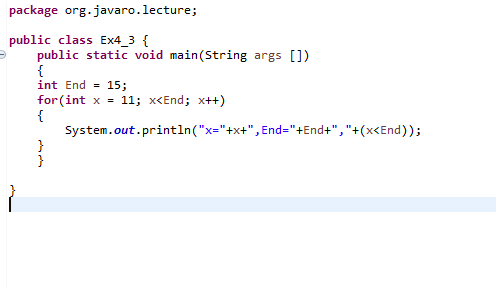 package org.javaro.lecture;
public class Ex4_3 {
public static void main(String args [])
{
int End = 15;
for(int x = 11; x<End; x++)
{
System.out.println("x="+x+",End="+End+","+(x<End));
}
}
}